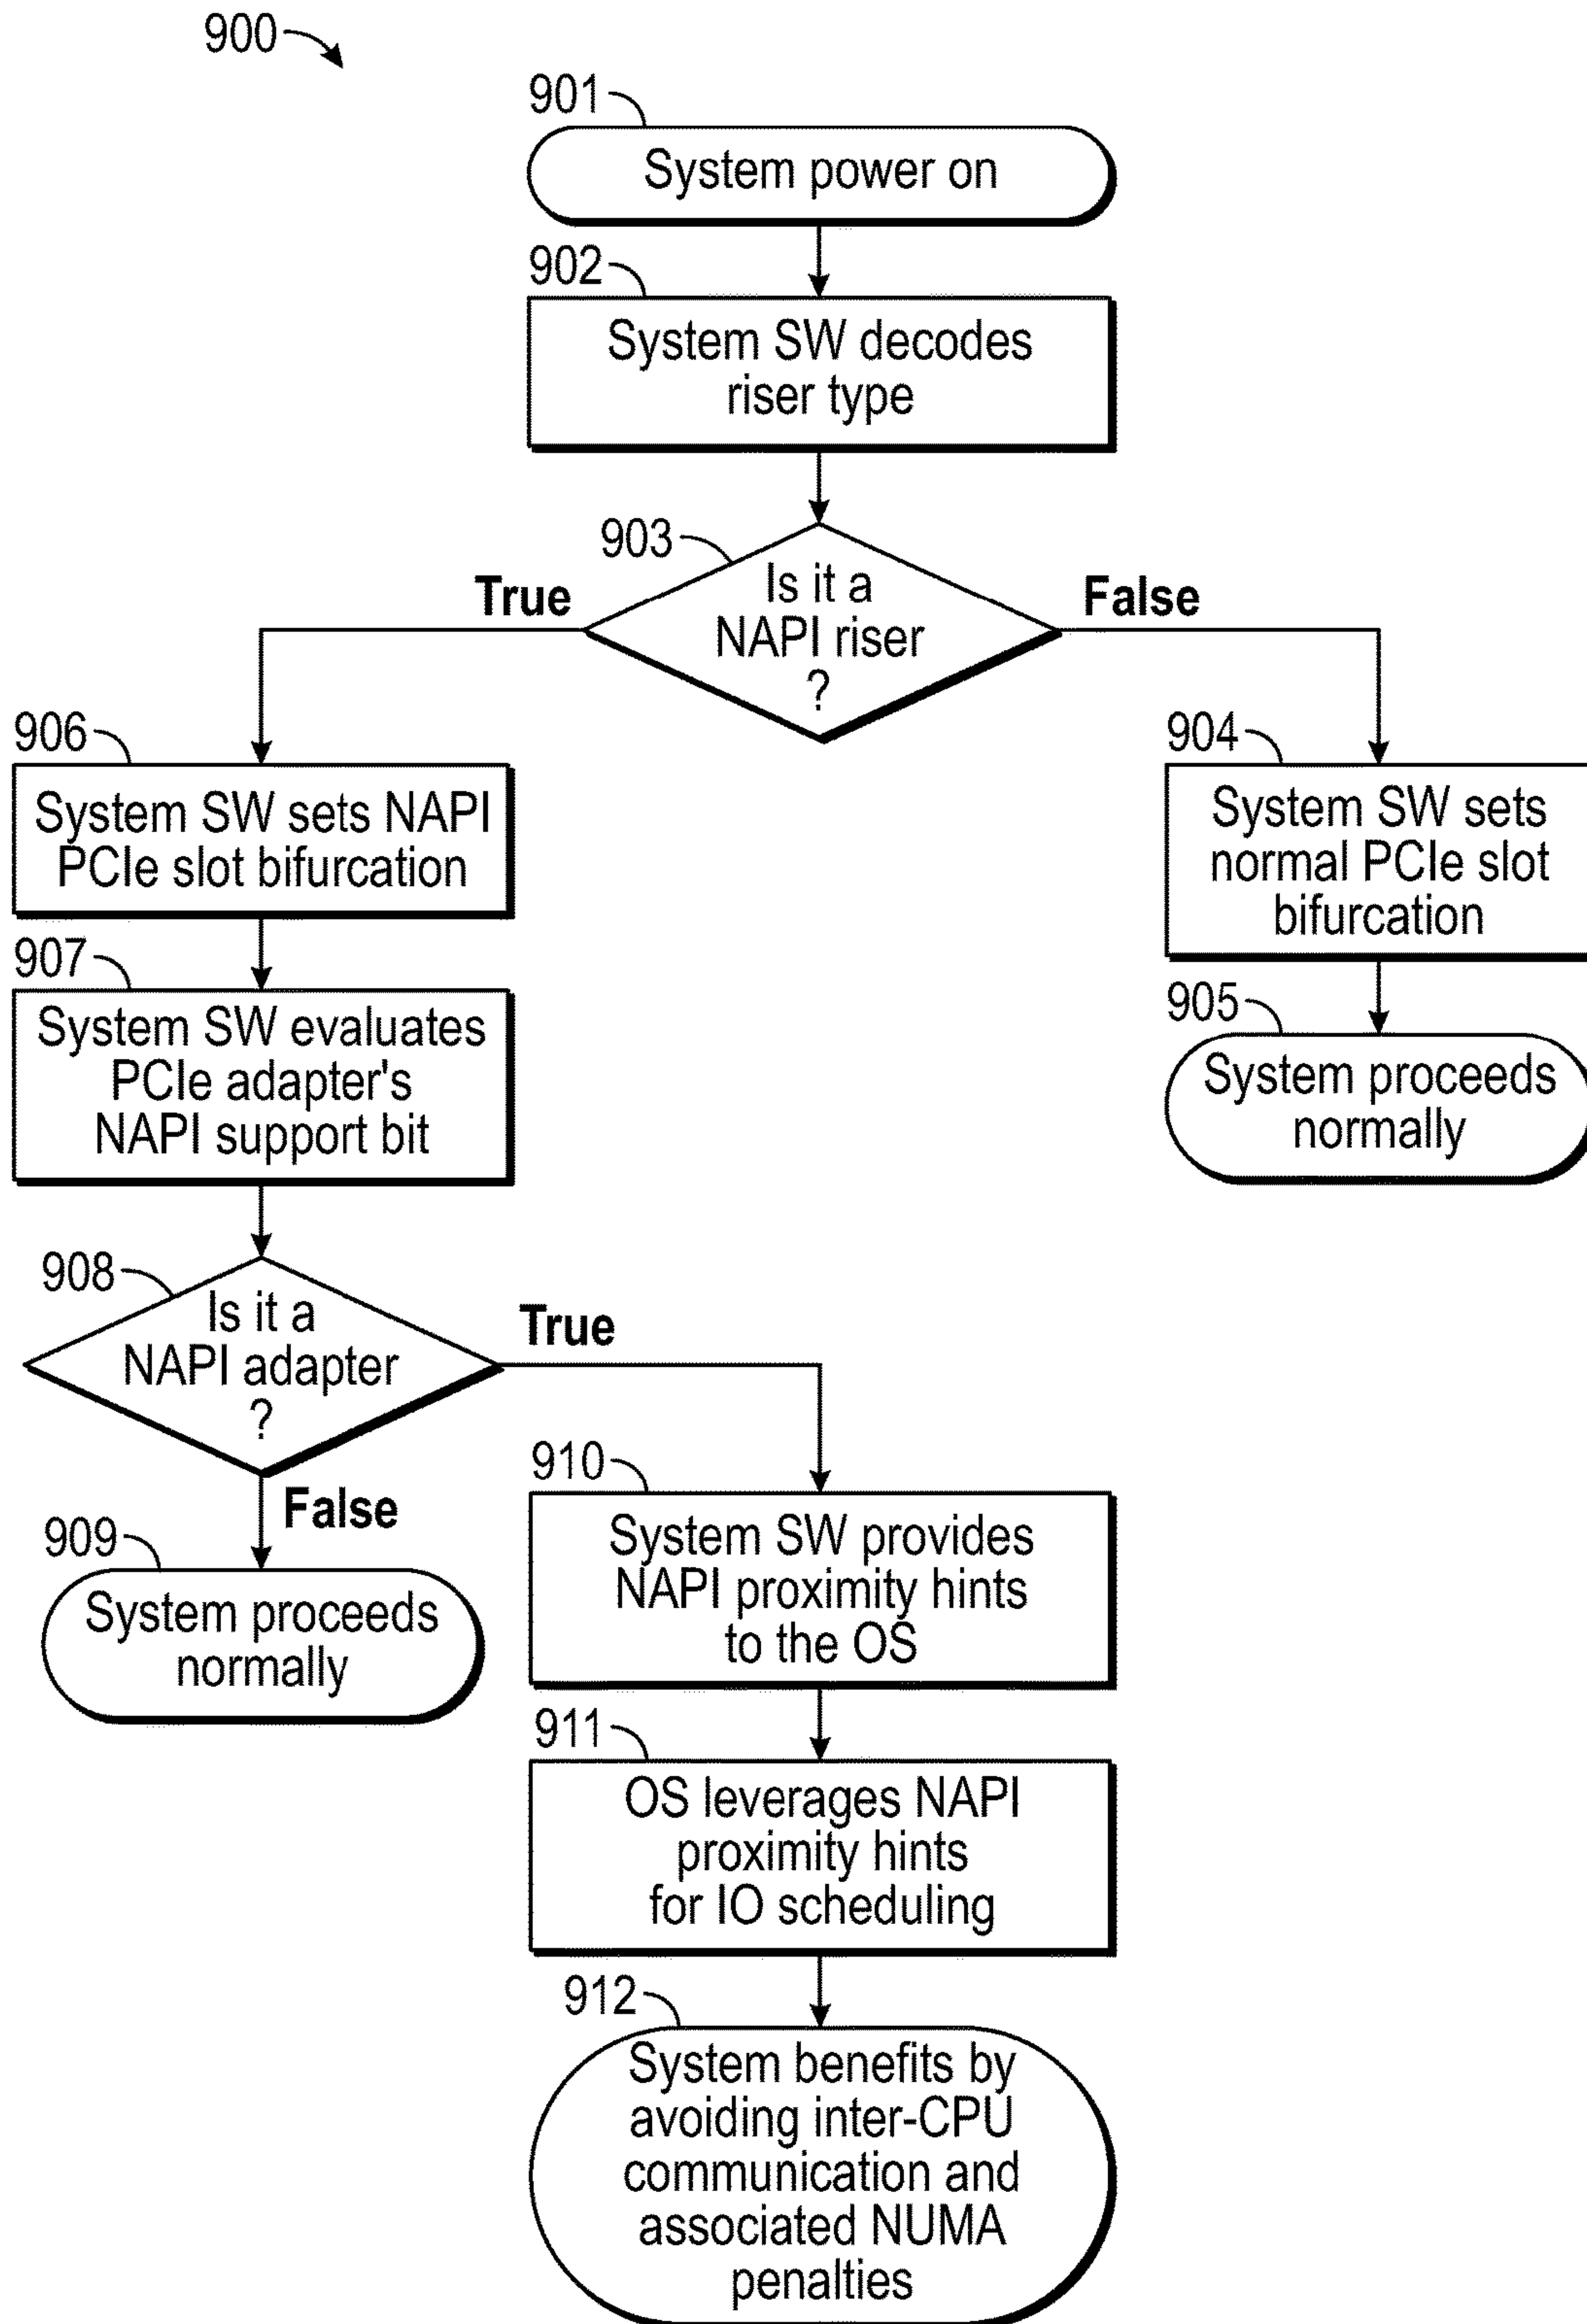 900
901
System power on
902
System SW decodes
riser type
903
Is it a
NAPI riser
?
True
False
906
System SW sets NAPI
PCIe slot bifurcation
904
System SW sets
normal PCIe slot
bifurcation
907
System SW evaluates
PCIe adapter's
NAPI support bit
905
System proceeds
normally
908
Is it a
NAPI adapter
?
True
False
909
System proceeds
normally
910
System SW provides
NAPI proximity hints
to the OS
911
OS leverages NAPI
proximity hints
for IO scheduling
912
System benefits by
avoiding inter-CPU
communication and
associated NUMA
penalties